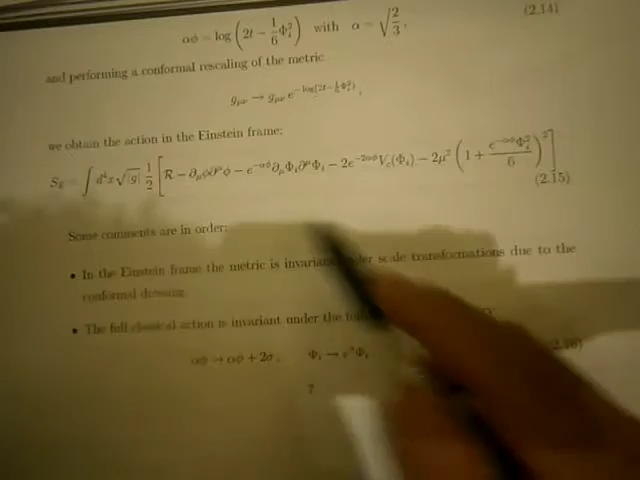 αφ = log (2t − 1/6 Φ_i^2) with α = √(2/3), (2.14)
and performing a conformal rescaling of the metric
g_μν → g_μν e^{−log(2t−1/6 Φ_i^2)},
we obtain the action in the Einstein frame:
S_E = ∫ d^4x √|g| 1/2 [ R − ∂_μφ∂^μφ − e^{−αφ}∂_μΦ_i∂^μΦ_i − 2e^{−2αφ}V_c(Φ_i) − 2μ^2 (1 + e^{−αφ}Φ_i^2/6)^2 ]
(2.15)
Some comments are in order:
• In the Einstein frame the metric is invariant under scale transformations due to the
conformal dressing.
• The full classical action is invariant under the
αφ → αφ + 2σ, Φ_i → e^σ Φ_i
?